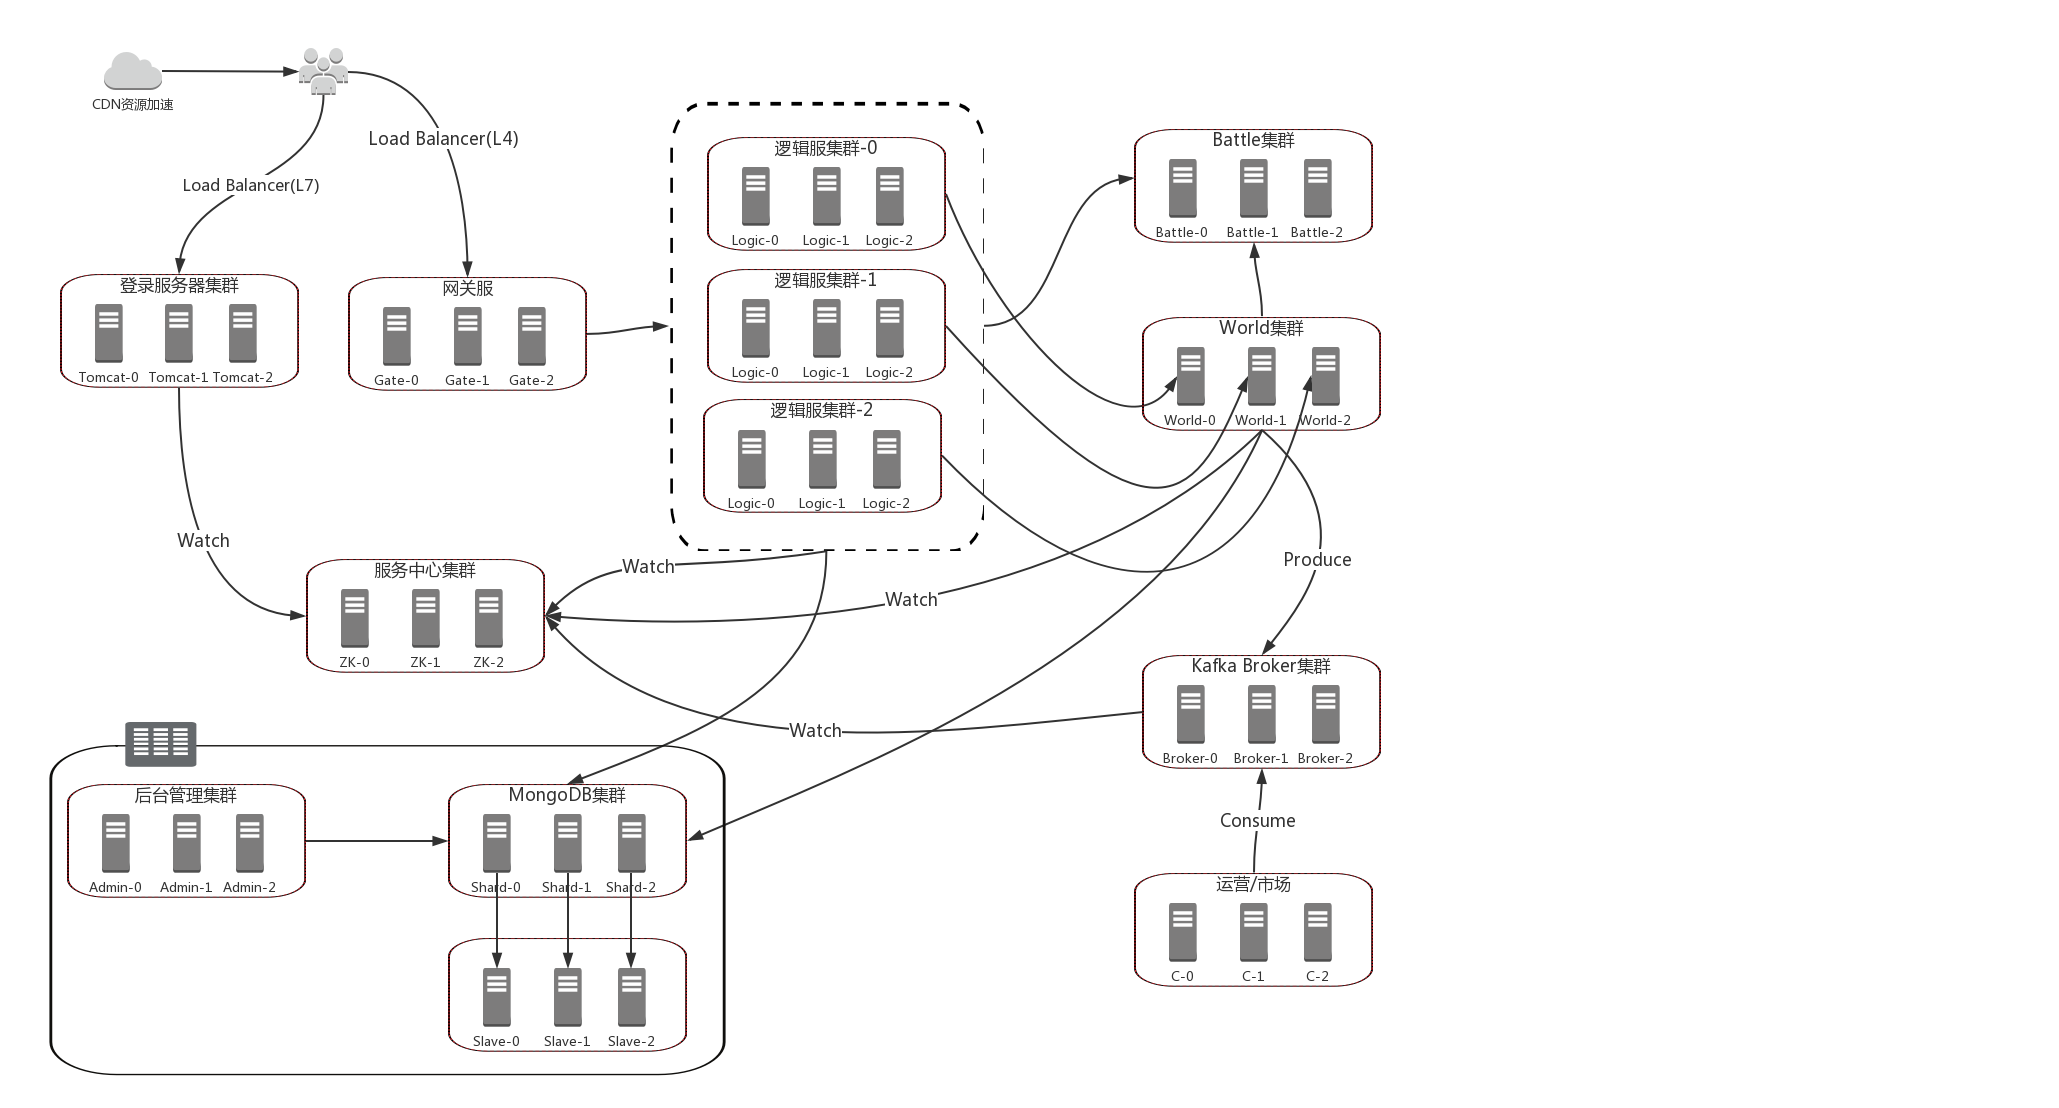 CDN资源加速
Load Balancer(L4)
Load Balancer(L7)
登录服务器集群
Tomcat-0 Tomcat-1 Tomcat-2
网关服
Gate-0 Gate-1 Gate-2
逻辑服集群-0
Logic-0 Logic-1 Logic-2
逻辑服集群-1
Logic-0 Logic-1 Logic-2
逻辑服集群-2
Logic-0 Logic-1 Logic-2
Battle集群
Battle-0 Battle-1 Battle-2
World集群
World-0 World-1 World-2
Watch
Watch
Watch
Watch
Produce
服务中心集群
ZK-0 ZK-1 ZK-2
Kafka Broker集群
Broker-0 Broker-1 Broker-2
Consume
后台管理集群
Admin-0 Admin-1 Admin-2
MongoDB集群
Shard-0 Shard-1 Shard-2
Slave-0 Slave-1 Slave-2
运营/市场
C-0 C-1 C-2